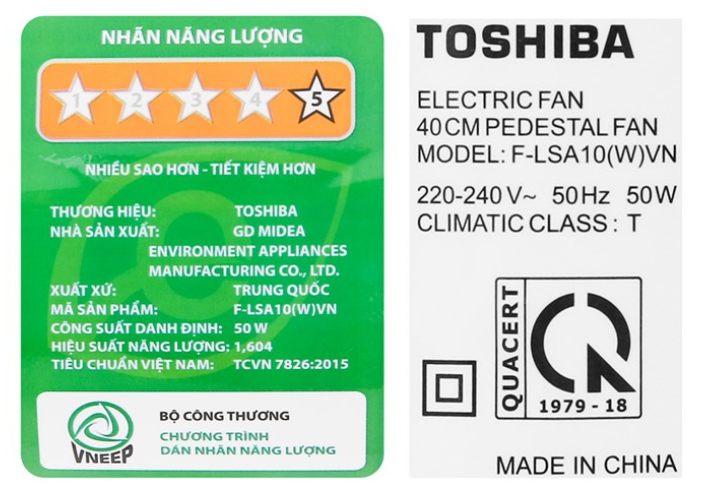 NHÃN NĂNG LƯỢNG
1 2 3 4 5
NHIỀU SAO HƠN - TIẾT KIỆM HƠN
THƯƠNG HIỆU: TOSHIBA
NHÀ SẢN XUẤT: GD MIDEA
ENVIRONMENT APPLIANCES
MANUFACTURING CO., LTD.
XUẤT XỨ: TRUNG QUỐC
MÃ SẢN PHẨM: F-LSA10(W)VN
CÔNG SUẤT DANH ĐỊNH: 50 W
HIỆU SUẤT NĂNG LƯỢNG: 1,604
TIÊU CHUẨN VIỆT NAM: TCVN 7826:2015
VNEEP
BỘ CÔNG THƯƠNG
CHƯƠNG TRÌNH
DÁN NHÃN NĂNG LƯỢNG
TOSHIBA
ELECTRIC FAN
40CM PEDESTAL FAN
MODEL: F-LSA10(W)VN
220-240 V~ 50Hz 50W
CLIMATIC CLASS : T
QUACERT
1979 - 18
MADE IN CHINA